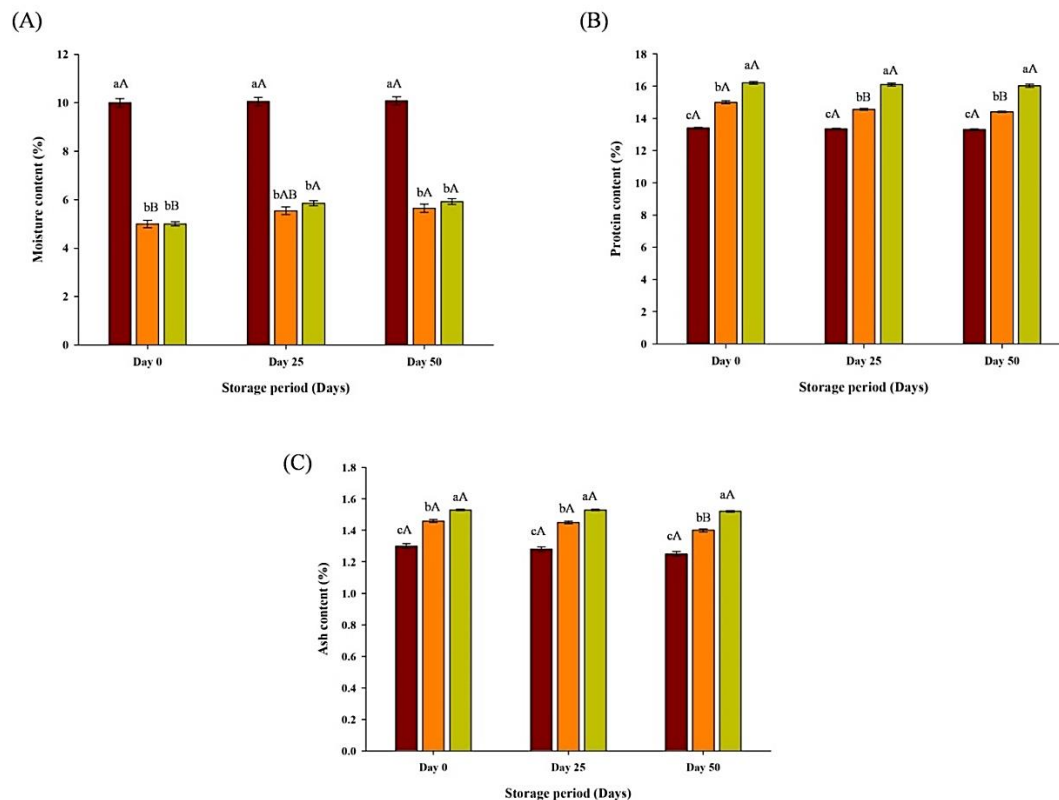 (A)
Moisture content (%)
12
10
8
6
4
2
0
aA
bB
bB
aA
bAB
bA
aA
bA
bA
Day 0
Day 25
Day 50
Storage period (Days)
(B)
Protein content (%)
18
16
14
12
10
8
6
4
2
0
cA
bA
aA
cA
bB
aA
cA
bB
aA
Day 0
Day 25
Day 50
Storage period (Days)
(C)
Ash content (%)
1.8
1.6
1.4
1.2
1.0
0.8
0.6
0.4
0.2
0.0
cA
bA
aA
cA
bA
aA
cA
bB
aA
Day 0
Day 25
Day 50
Storage period (Days)